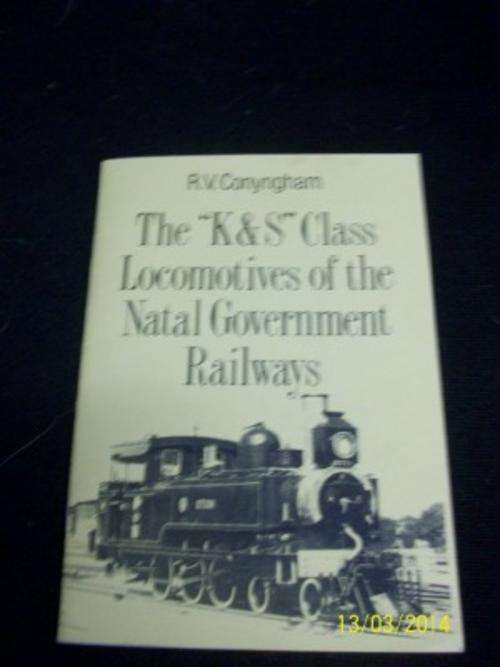 R.V. Conyngham
The "K & S" Class
Locomotives of the
Natal Government
Railways
13/03/2014